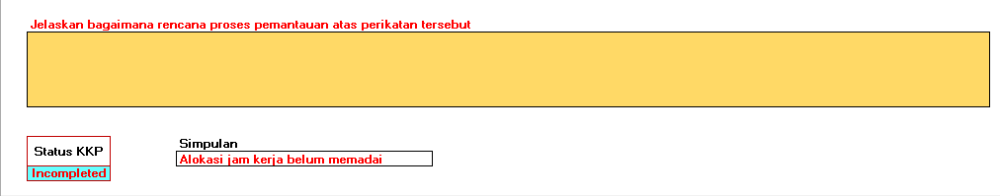 Jelaskan bagaimana rencana proses pemantauan atas perikatan tersebut
Status KKP
Incompleted
Simpulan
Alokasi jam kerja belum memadai